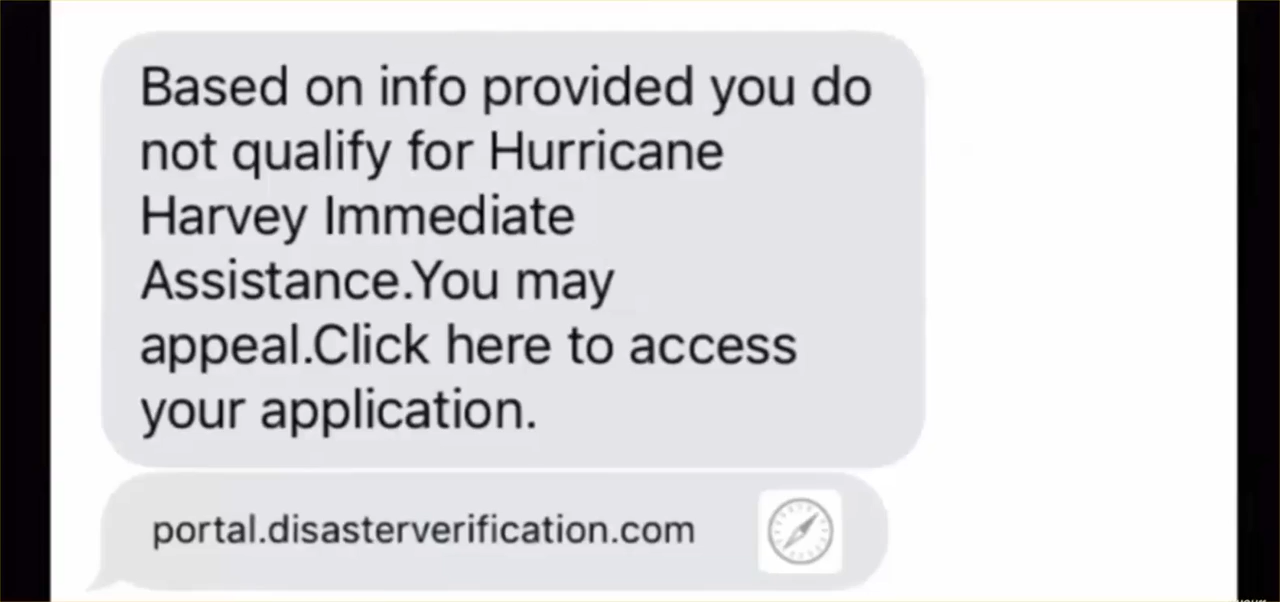 Based on info provided you do
not qualify for Hurricane
Harvey Immediate
Assistance.You may
appeal.Click here to access
your application.
portal.disasterverification.com